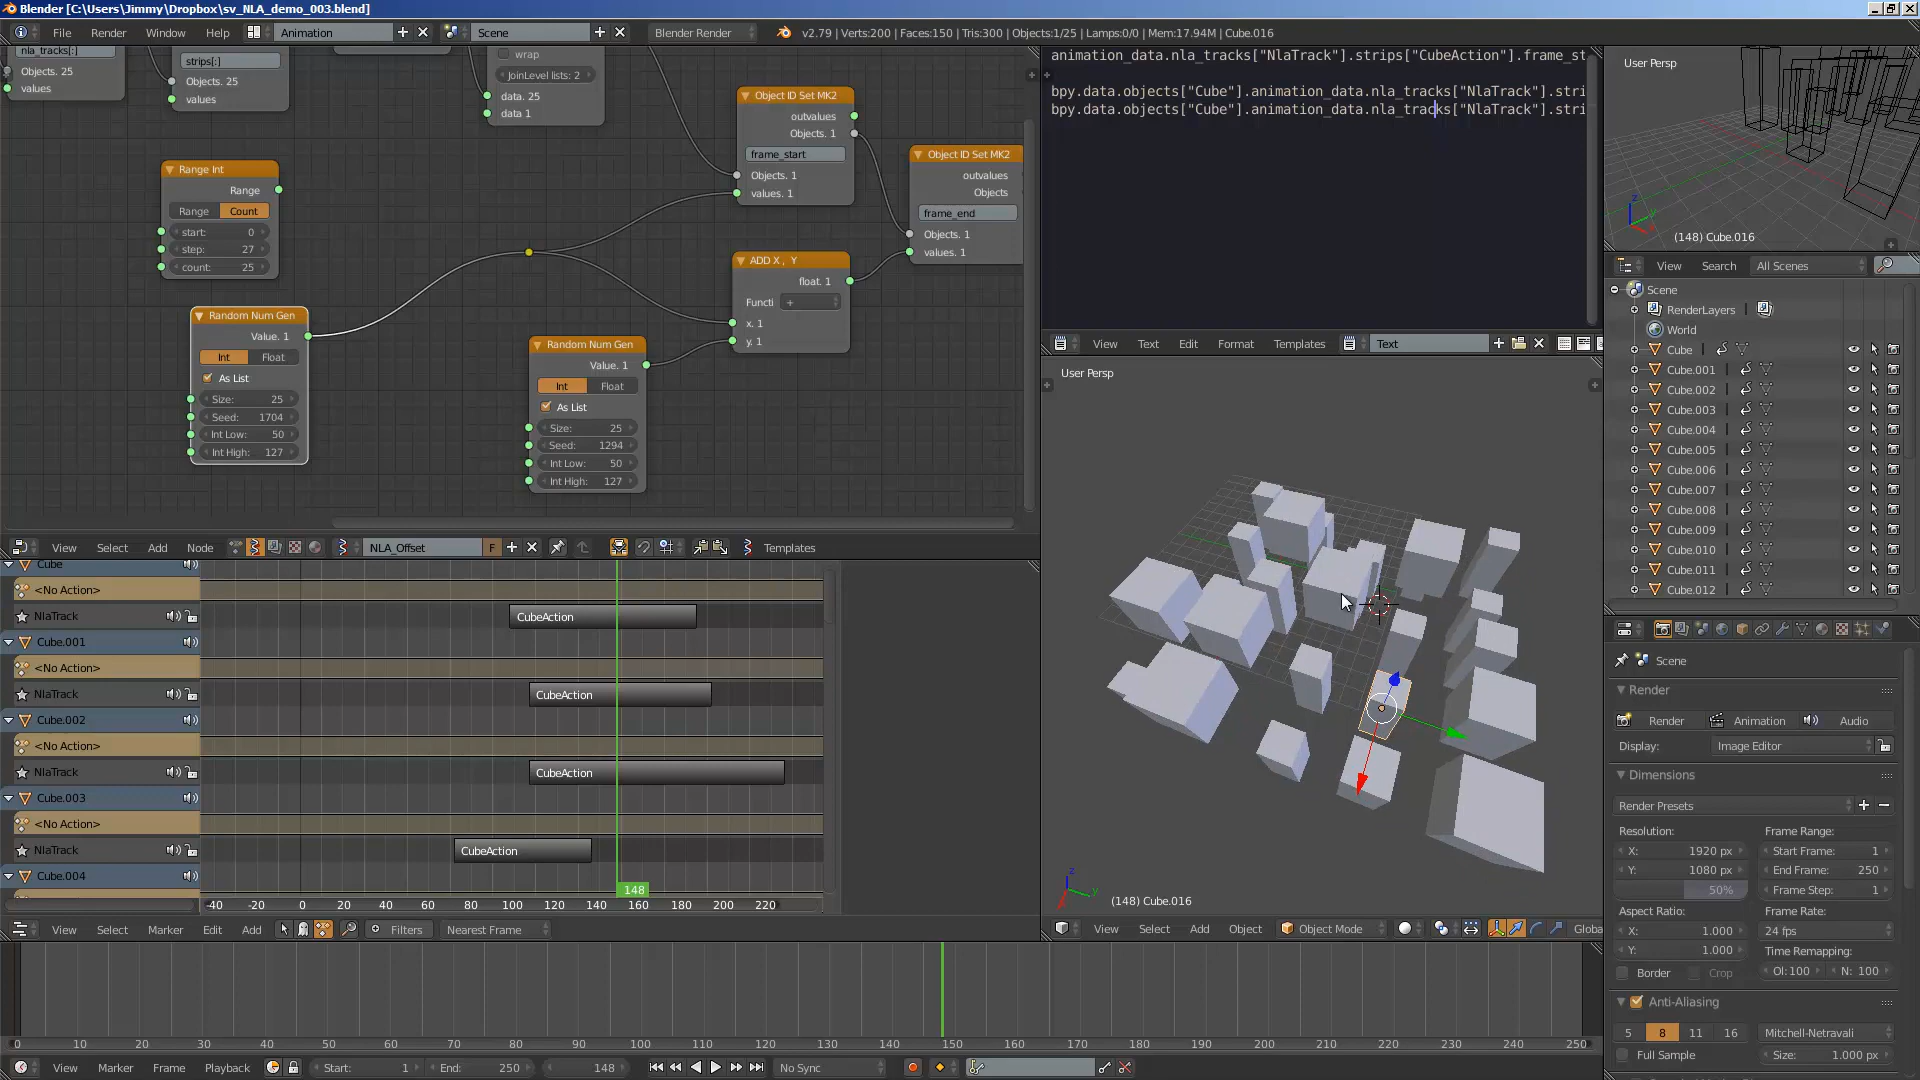 Blender [C:\Users\Jimmy\Dropbox\sv_NLA_demo_003.blend]
File Render Window Help Animation Scene Blender Render v2.79 | Verts:200 | Faces:150 | Tris:300 | Objects:1/25 | Lamps:0/0 | Mem:17.94M | Cube.016
nla_tracks[:]
Objects. 25
values
strips[:]
Objects. 25
values
wrap
JoinLevel lists: 2
data. 25
data 1
Object ID Set MK2
outvalues
Objects. 1
frame_start
Objects. 1
values. 1
Object ID Set MK2
outvalues
Objects
frame_end
Objects. 1
values. 1
Range Int
Range
Range Count
start: 0
step: 27
count: 25
ADD X , Y
float. 1
Functi +
x. 1
y. 1
Random Num Gen
Value. 1
Int Float
As List
Size: 25
Seed: 1704
Int Low: 50
Int High: 127
Random Num Gen
Value. 1
Int Float
As List
Size: 25
Seed: 1294
Int Low: 50
Int High: 127
View Select Add Node NLA_Offset F Templates
animation_data.nla_tracks["NlaTrack"].strips["CubeAction"].frame_st
bpy.data.objects["Cube"].animation_data.nla_tracks["NlaTrack"].stri
bpy.data.objects["Cube"].animation_data.nla_tracks["NlaTrack"].stri
View Text Edit Format Templates Text
User Persp
(148) Cube.016
View Search All Scenes
Scene
RenderLayers
World
Cube
Cube.001
Cube.002
Cube.003
Cube.004
Cube.005
Cube.006
Cube.007
Cube.008
Cube.009
Cube.010
Cube.011
Cube.012
User Persp
z
y
(148) Cube.016
View Select Add Object Object Mode Globa
Cube
<No Action>
NlaTrack CubeAction
Cube.001
<No Action>
NlaTrack CubeAction
Cube.002
<No Action>
NlaTrack CubeAction
Cube.003
<No Action>
NlaTrack CubeAction
Cube.004
148
-40 -20 0 20 40 60 80 100 120 140 160 180 200 220
View Select Marker Edit Add Filters Nearest Frame
Scene
Render
Render Animation Audio
Display: Image Editor
Dimensions
Render Presets
Resolution: Frame Range:
X: 1920 px Start Frame: 1
Y: 1080 px End Frame: 250
50% Frame Step: 1
Aspect Ratio: Frame Rate:
X: 1.000 24 fps
Y: 1.000 Time Remapping:
Border Crop Ol:100 N: 100
Anti-Aliasing
5 8 11 16 Mitchell-Netravali
Full Sample Size: 1.000 px
0 10 20 30 40 50 60 70 80 90 100 110 120 130 140 150 160 170 180 190 200 210 220 230 240 250
View Marker Frame Playback Start: 1 End: 250 148 No Sync